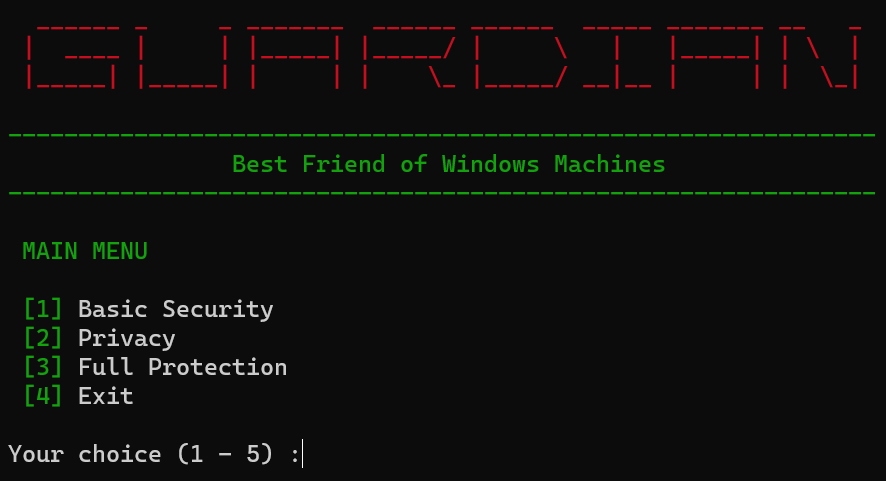 GUARDIAN
Best Friend of Windows Machines
MAIN MENU
[1] Basic Security
[2] Privacy
[3] Full Protection
[4] Exit
Your choice (1 - 5) :